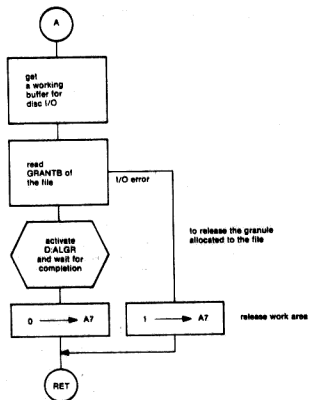 A
get
a working
buffer for
disc I/O
read
GRANTB of
the file
I/O error
to release the granule
allocated to the file
activate
D:ALGR
and wait for
completion
0 → A7
1 → A7
release work area
RET